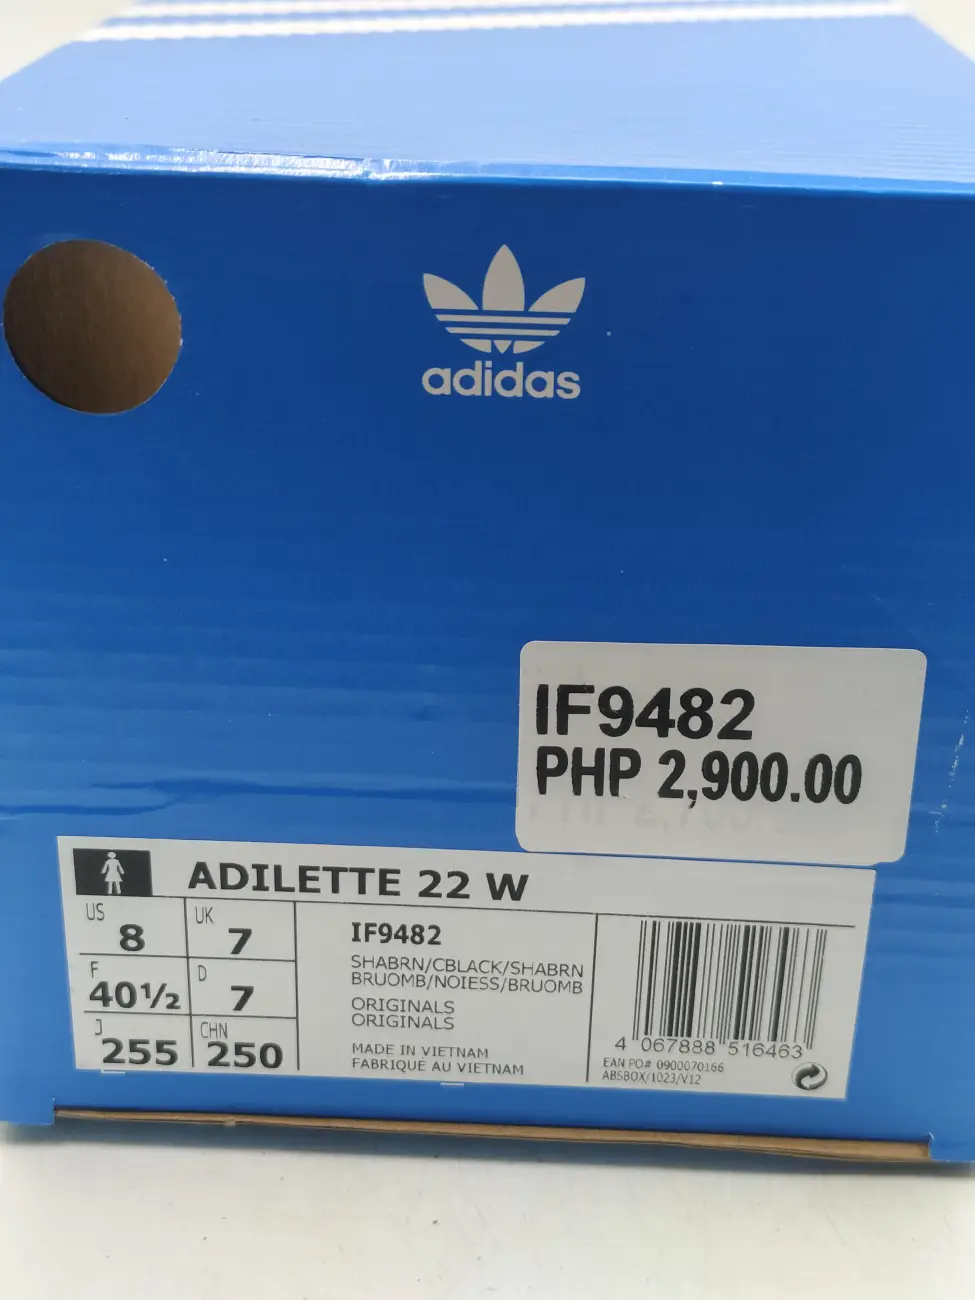 adidas
IF9482
PHP 2,900.00
ADILETTE 22 W
US
8
UK
7
F
40½
D
7
J
255
CHN
250
IF9482
SHABRN/CBLACK/SHABRN
BRUOMB/NOIESS/BRUOMB
ORIGINALS
ORIGINALS
MADE IN VIETNAM
FABRIQUÉ AU VIETNAM
4 067888 516463
EAN PO# 0900070166
ABSBOX/1023/V12